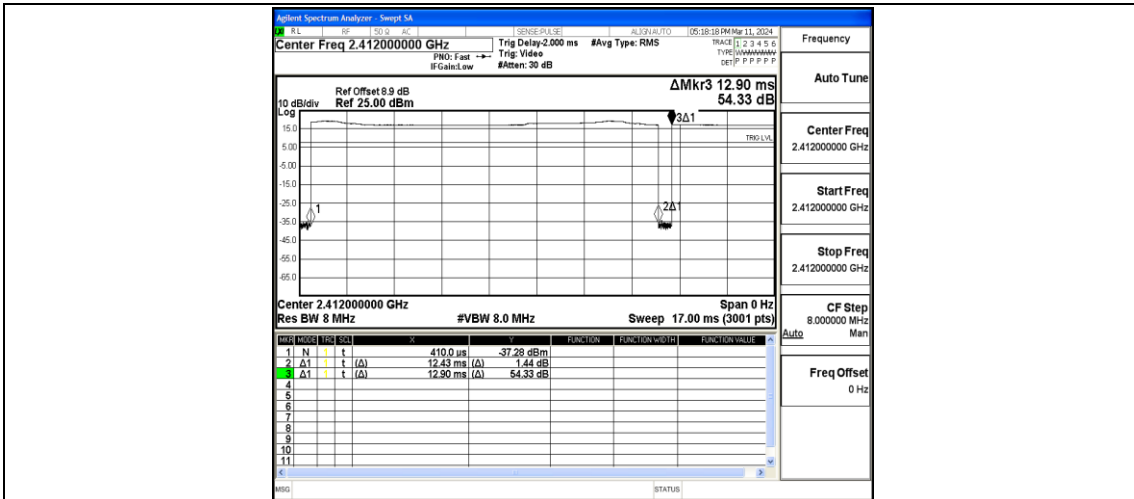 Agilent Spectrum Analyzer - Swept SA
RL RF 50 Ω AC SENSE:PULSE ALIGNAUTO 05:18:18 PM Mar 11, 2024
Center Freq 2.412000000 GHz
PNO: Fast
IFGain:Low
Trig Delay-2.000 ms
Trig: Video
#Atten: 30 dB
#Avg Type: RMS
TRACE 1 2 3 4 5 6
TYPE
DET P P P P P P
ΔMkr3 12.90 ms
54.33 dB
Ref Offset 8.9 dB
10 dB/div Ref 25.00 dBm
Log
15.0
5.00
-5.00
-15.0
-25.0
-35.0
-45.0
-55.0
-65.0
3Δ1
TRIG LVL
1
2Δ1
Center 2.412000000 GHz Span 0 Hz
Res BW 8 MHz #VBW 8.0 MHz Sweep 17.00 ms (3001 pts)
MKR MODE TRC SCL X Y FUNCTION FUNCTION WIDTH FUNCTION VALUE
1 N 1 t 410.0 µs -37.28 dBm
2 Δ1 1 t (Δ) 12.43 ms (Δ) 1.44 dB
3 Δ1 1 t (Δ) 12.90 ms (Δ) 54.33 dB
4
5
6
7
8
9
10
11
MSG STATUS
Frequency
Auto Tune
Center Freq
2.412000000 GHz
Start Freq
2.412000000 GHz
Stop Freq
2.412000000 GHz
CF Step
8.000000 MHz
Auto Man
Freq Offset
0 Hz